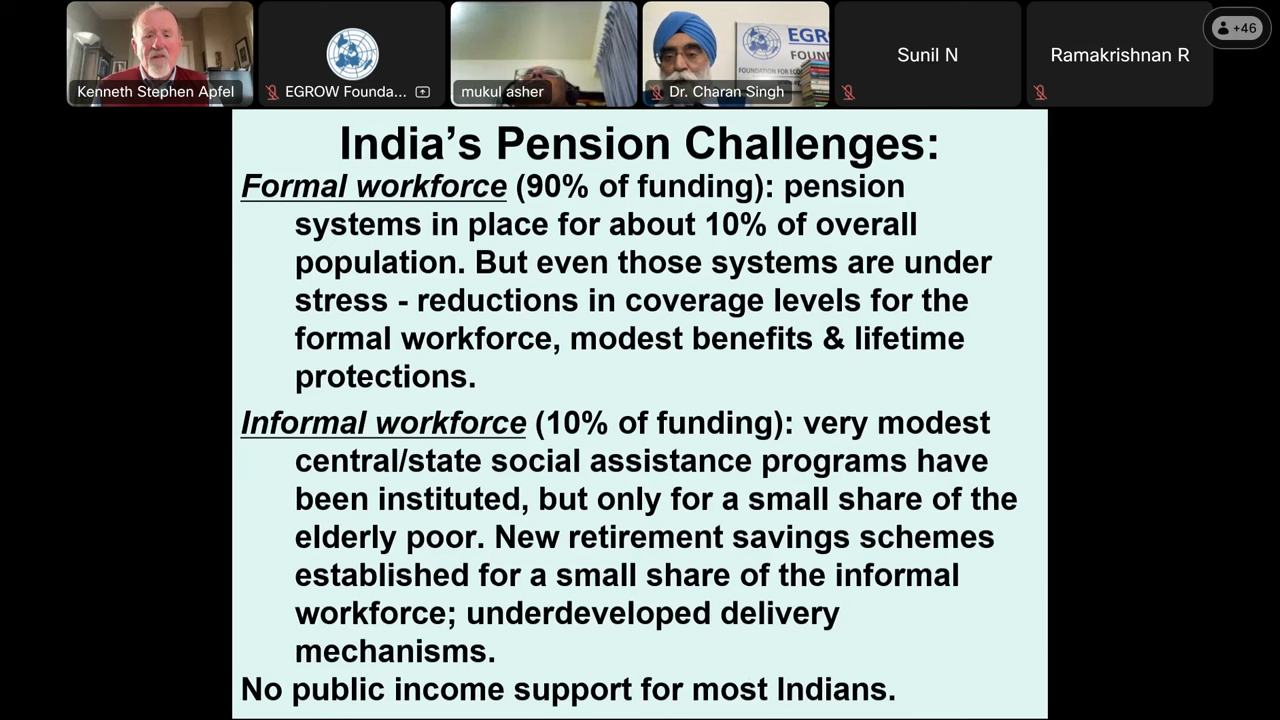 EGRO
FOUN
FOUNDATION FOR ECO
Sunil N
Ramakrishnan R
+46
Kenneth Stephen Apfel
EGROW Founda...
mukul asher
Dr. Charan Singh
India's Pension Challenges:
Formal workforce (90% of funding): pension
systems in place for about 10% of overall
population. But even those systems are under
stress - reductions in coverage levels for the
formal workforce, modest benefits & lifetime
protections.
Informal workforce (10% of funding): very modest
central/state social assistance programs have
been instituted, but only for a small share of the
elderly poor. New retirement savings schemes
established for a small share of the informal
workforce; underdeveloped delivery
mechanisms.
No public income support for most Indians.